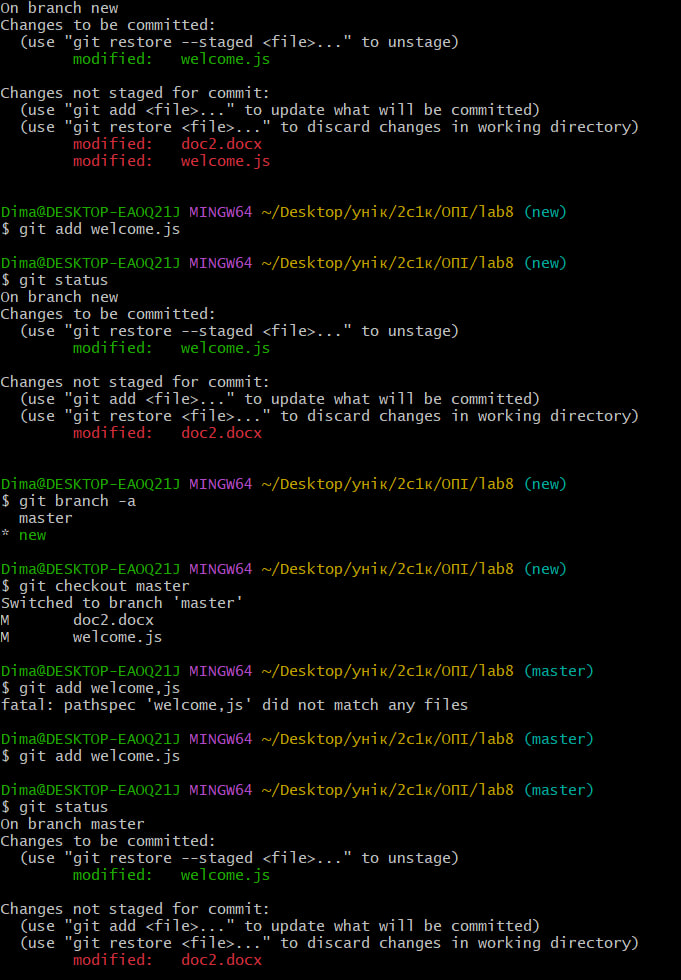 On branch new
Changes to be committed:
  (use "git restore --staged <file>..." to unstage)
        modified:   welcome.js

Changes not staged for commit:
  (use "git add <file>..." to update what will be committed)
  (use "git restore <file>..." to discard changes in working directory)
        modified:   doc2.docx
        modified:   welcome.js

Dima@DESKTOP-EAOQ21J MINGW64 ~/Desktop/унік/2с1к/ОПІ/lab8 (new)
$ git add welcome.js

Dima@DESKTOP-EAOQ21J MINGW64 ~/Desktop/унік/2с1к/ОПІ/lab8 (new)
$ git status
On branch new
Changes to be committed:
  (use "git restore --staged <file>..." to unstage)
        modified:   welcome.js

Changes not staged for commit:
  (use "git add <file>..." to update what will be committed)
  (use "git restore <file>..." to discard changes in working directory)
        modified:   doc2.docx

Dima@DESKTOP-EAOQ21J MINGW64 ~/Desktop/унік/2с1к/ОПІ/lab8 (new)
$ git branch -a
  master
* new

Dima@DESKTOP-EAOQ21J MINGW64 ~/Desktop/унік/2с1к/ОПІ/lab8 (new)
$ git checkout master
Switched to branch 'master'
M       doc2.docx
M       welcome.js

Dima@DESKTOP-EAOQ21J MINGW64 ~/Desktop/унік/2с1к/ОПІ/lab8 (master)
$ git add welcome,js
fatal: pathspec 'welcome,js' did not match any files

Dima@DESKTOP-EAOQ21J MINGW64 ~/Desktop/унік/2с1к/ОПІ/lab8 (master)
$ git add welcome.js

Dima@DESKTOP-EAOQ21J MINGW64 ~/Desktop/унік/2с1к/ОПІ/lab8 (master)
$ git status
On branch master
Changes to be committed:
  (use "git restore --staged <file>..." to unstage)
        modified:   welcome.js

Changes not staged for commit:
  (use "git add <file>..." to update what will be committed)
  (use "git restore <file>..." to discard changes in working directory)
        modified:   doc2.docx